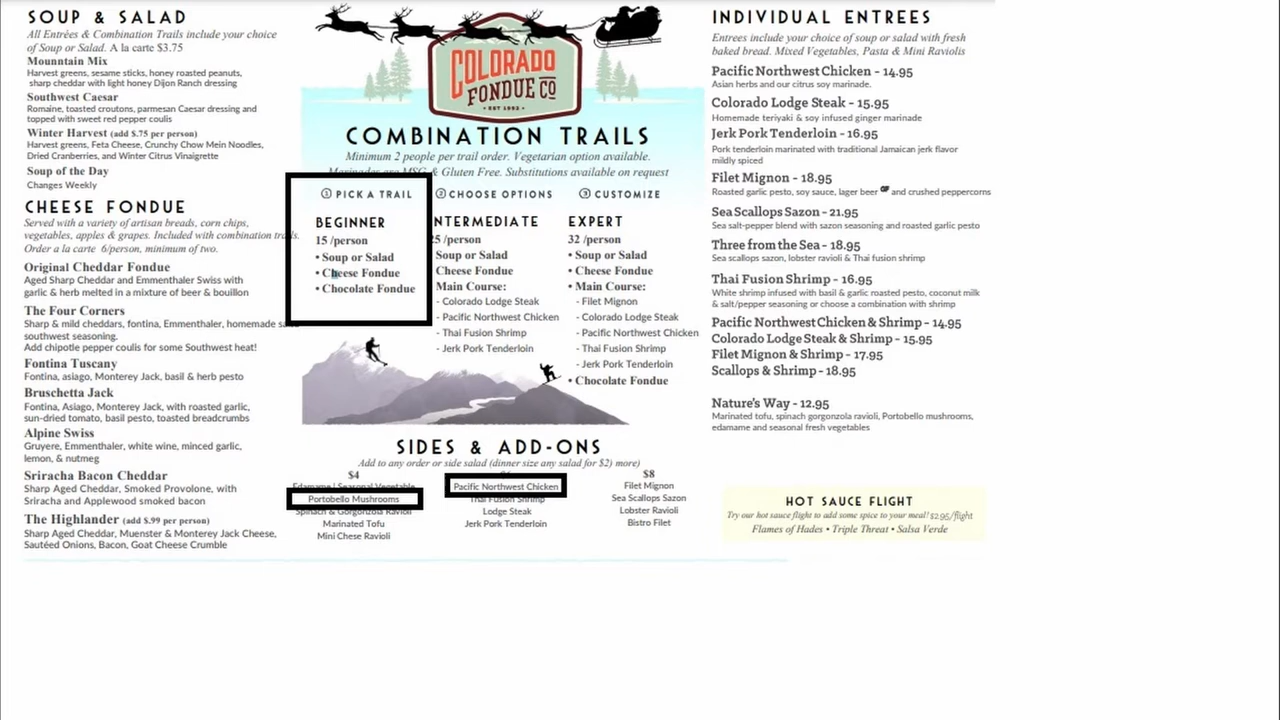 SOUP & SALAD
All Entrées & Combination Trails include your choice
of Soup or Salad. A la carte $3.75
Mounntain Mix
Harvest greens, sesame sticks, honey roasted peanuts,
sharp cheddar with light honey Dijon Ranch dressing
Southwest Caesar
Romaine, toasted croutons, parmesan Caesar dressing and
topped with sweet red pepper coulis
Winter Harvest (add $.75 per person)
Harvest greens, Feta Cheese, Crunchy Chow Mein Noodles,
Dried Cranberries, and Winter Citrus Vinaigrette
Soup of the Day
Changes Weekly
CHEESE FONDUE
Served with a variety of artisan breads, corn chips,
vegetables, apples & grapes. Included with combination trails.
Order a la carte 6/person, minimum of two.
Original Cheddar Fondue
Aged Sharp Cheddar and Emmenthaler Swiss with
garlic & herb melted in a mixture of beer & bouillon
The Four Corners
Sharp & mild cheddars, fontina, Emmenthaler, homemade
southwest seasoning.
Add chipotle pepper coulis for some Southwest heat!
Fontina Tuscany
Fontina, asiago, Monterey Jack, basil & herb pesto
Bruschetta Jack
Fontina, Asiago, Monterey Jack, with roasted garlic,
sun-dried tomato, basil pesto, toasted breadcrumbs
Alpine Swiss
Gruyere, Emmenthaler, white wine, minced garlic,
lemon, & nutmeg
Sriracha Bacon Cheddar
Sharp Aged Cheddar, Smoked Provolone, with
Sriracha and Applewood smoked bacon
The Highlander (add $.99 per person)
Sharp Aged Cheddar, Muenster & Monterey Jack Cheese,
Sautéed Onions, Bacon, Goat Cheese Crumble
COLORADO
FONDUE CO
• EST 1992 •
COMBINATION TRAILS
Minimum 2 people per trail order. Vegetarian option available.
Marinades are MSG & Gluten Free. Substitutions available on request
1 PICK A TRAIL
2 CHOOSE OPTIONS
3 CUSTOMIZE
BEGINNER
15 /person
• Soup or Salad
• Cheese Fondue
• Chocolate Fondue
NTERMEDIATE
25 /person
Soup or Salad
Cheese Fondue
Main Course:
- Colorado Lodge Steak
- Pacific Northwest Chicken
- Thai Fusion Shrimp
- Jerk Pork Tenderloin
EXPERT
32 /person
• Soup or Salad
• Cheese Fondue
• Main Course:
- Filet Mignon
- Colorado Lodge Steak
- Pacific Northwest Chicken
- Thai Fusion Shrimp
- Jerk Pork Tenderloin
• Chocolate Fondue
SIDES & ADD-ONS
Add to any order or side salad (dinner size any salad for $2) more)
$4
Edamame | Seasonal Vegetable
Portobello Mushrooms
Spinach & Gorgonzola Ravioli
Marinated Tofu
Mini Chese Ravioli
Pacific Northwest Chicken
Thai Fusion Shrimp
Lodge Steak
Jerk Pork Tenderloin
$8
Filet Mignon
Sea Scallops Sazon
Lobster Ravioli
Bistro Filet
INDIVIDUAL ENTREES
Entrees include your choice of soup or salad with fresh
baked bread. Mixed Vegetables, Pasta & Mini Raviolis
Pacific Northwest Chicken - 14.95
Asian herbs and our citrus soy marinade.
Colorado Lodge Steak - 15.95
Homemade teriyaki & soy infused ginger marinade
Jerk Pork Tenderloin - 16.95
Pork tenderloin marinated with traditional Jamaican jerk flavor
mildly spiced
Filet Mignon - 18.95
Roasted garlic pesto, soy sauce, lager beer and crushed peppercorns
Sea Scallops Sazon - 21.95
Sea salt-pepper blend with sazon seasoning and roasted garlic pesto
Three from the Sea - 18.95
Sea scallops sazon, lobster ravioli & Thai fusion shrimp
Thai Fusion Shrimp - 16.95
White shrimp infused with basil & garlic roasted pesto, coconut milk
& salt/pepper seasoning or choose a combination with shrimp
Pacific Northwest Chicken & Shrimp - 14.95
Colorado Lodge Steak & Shrimp - 15.95
Filet Mignon & Shrimp - 17.95
Scallops & Shrimp - 18.95
Nature's Way - 12.95
Marinated tofu, spinach gorgonzola ravioli, Portobello mushrooms,
edamame and seasonal fresh vegetables
HOT SAUCE FLIGHT
Try our hot sauce flight to add some spice to your meal! $2.95/flight
Flames of Hades • Triple Threat • Salsa Verde